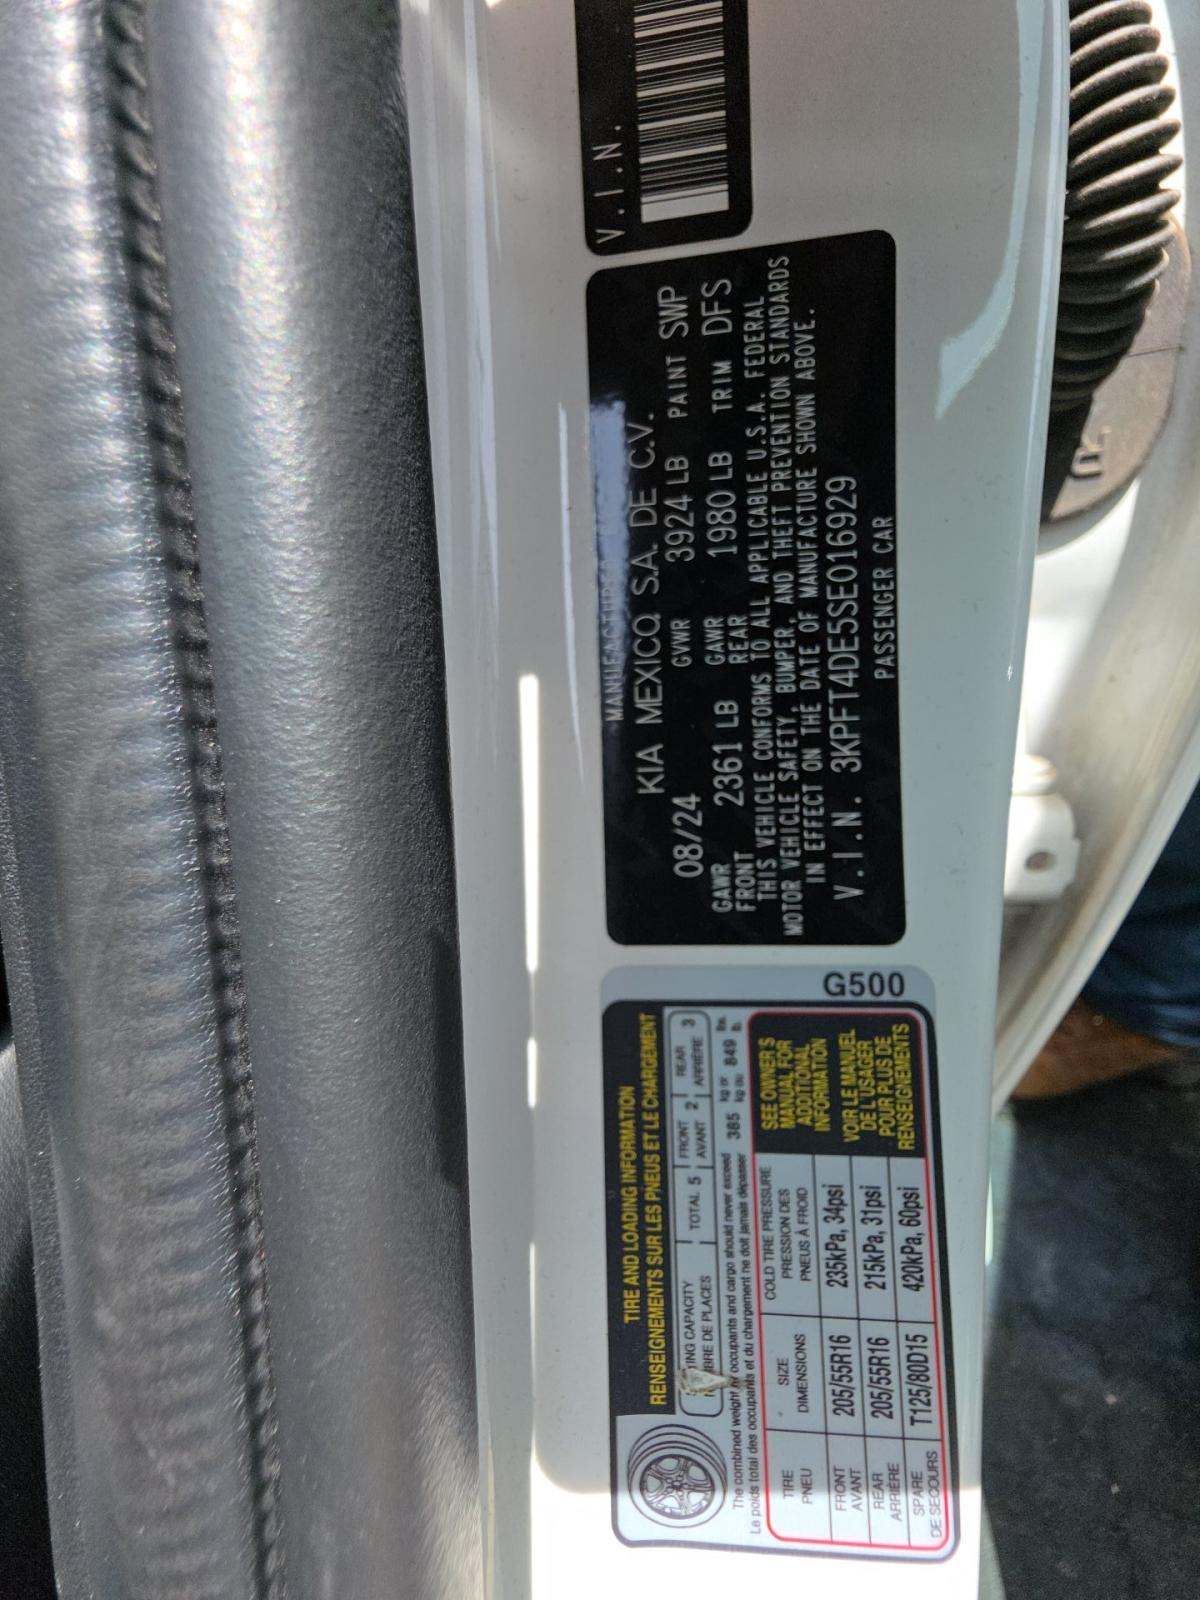 V.I.N.
MANUFACTURED
KIA MEXICO, S.A. DE C.V.
08/24 GVWR 3924 LB PAINT SWP
GAWR FRONT 2361 LB GAWR REAR 1980 LB TRIM DFS
THIS VEHICLE CONFORMS TO ALL APPLICABLE U.S.A. FEDERAL
MOTOR VEHICLE SAFETY, BUMPER, AND THEFT PREVENTION STANDARDS
IN EFFECT ON THE DATE OF MANUFACTURE SHOWN ABOVE.
V.I.N. 3KPFT4DE5SE016929
PASSENGER CAR
G500
TIRE AND LOADING INFORMATION
RENSEIGNEMENTS SUR LES PNEUS ET LE CHARGEMENT
SEATING CAPACITY TOTAL 5 FRONT 2 REAR 3
NOMBRE DE PLACES AVANT ARRIÈRE
The combined weight of occupants and cargo should never exceed 385 kg or 849 lbs.
Le poids total des occupants et du chargement ne doit jamais dépasser kg ou lb.
TIRE SIZE COLD TIRE PRESSURE
PNEU DIMENSIONS PRESSION DES PNEUS À FROID
FRONT AVANT 205/55R16 235kPa, 34psi
REAR ARRIÈRE 205/55R16 215kPa, 31psi
SPARE DE SECOURS T125/80D15 420kPa, 60psi
SEE OWNER'S
MANUAL FOR
ADDITIONAL
INFORMATION
VOIR LE MANUEL
DE L'USAGER
POUR PLUS DE
RENSEIGNEMENTS